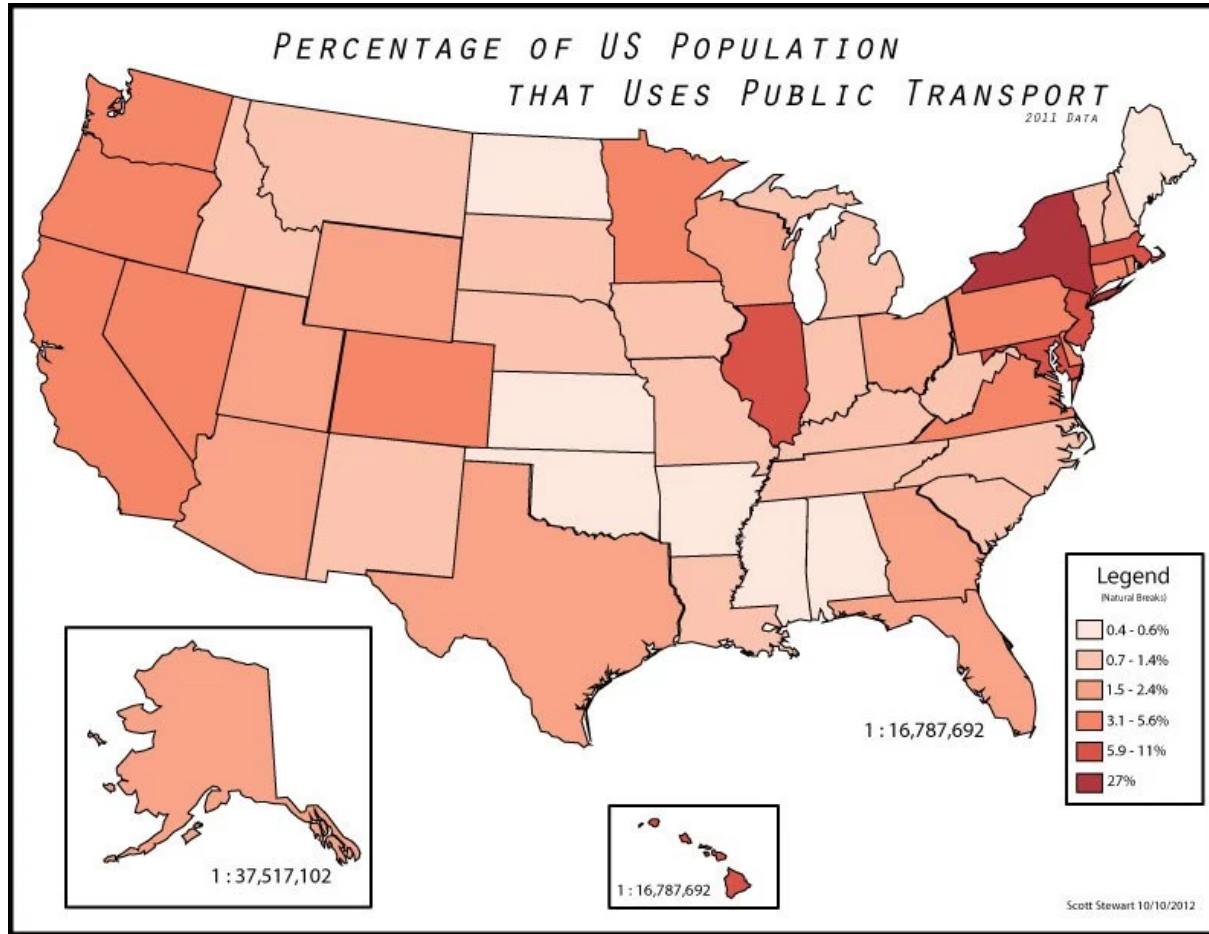 Percentage of US Population
that Uses Public Transport
2011 Data
Legend
(Natural Breaks)
0.4 - 0.6%
0.7 - 1.4%
1.5 - 2.4%
3.1 - 5.6%
5.9 - 11%
27%
1 : 16,787,692
1 : 37,517,102
1 : 16,787,692
Scott Stewart 10/10/2012